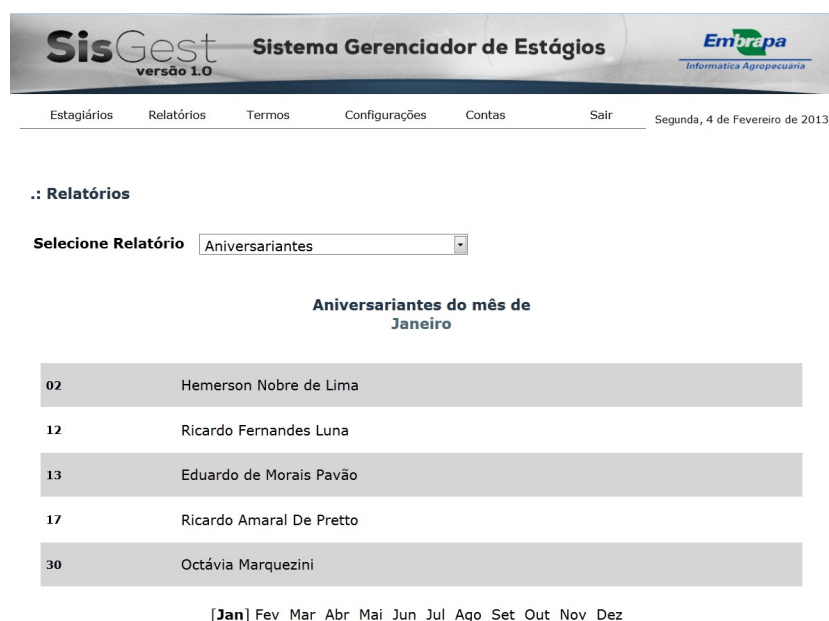 SisGest
versão 1.0
Sistema Gerenciador de Estágios
Embrapa
Informática Agropecuária
Estagiários Relatórios Termos Configurações Contas Sair Segunda, 4 de Fevereiro de 2013
.: Relatórios
Selecione Relatório Aniversariantes
Aniversariantes do mês de
Janeiro
02 Hemerson Nobre de Lima
12 Ricardo Fernandes Luna
13 Eduardo de Morais Pavão
17 Ricardo Amaral De Pretto
30 Octávia Marquezini
[Jan] Fev Mar Abr Mai Jun Jul Ago Set Out Nov Dez